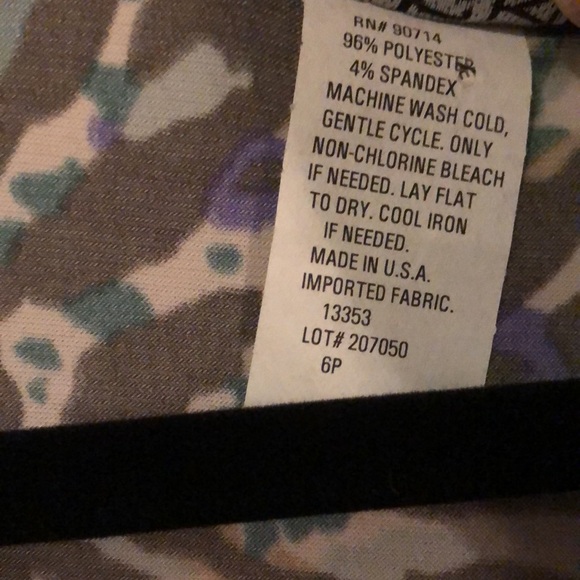 RN# 90714
96% POLYESTER
4% SPANDEX
MACHINE WASH COLD,
GENTLE CYCLE. ONLY
NON-CHLORINE BLEACH
IF NEEDED. LAY FLAT
TO DRY. COOL IRON
IF NEEDED.
MADE IN U.S.A.
IMPORTED FABRIC.
13353
LOT# 207050
6P